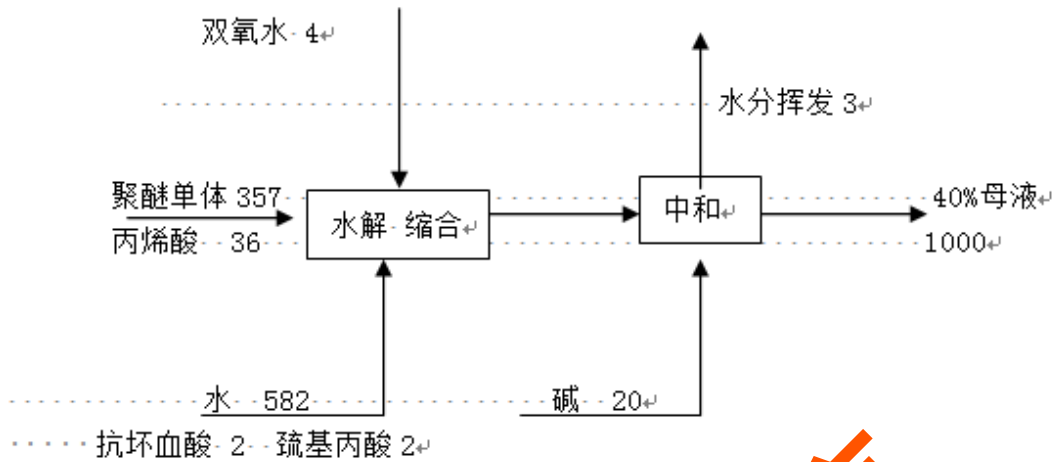 双氧水 4
水分挥发 3
聚醚单体 357
40%母液
水解 缩合
中和
丙烯酸 36
1000
水 582
碱 20
抗坏血酸 2 巯基丙酸 2